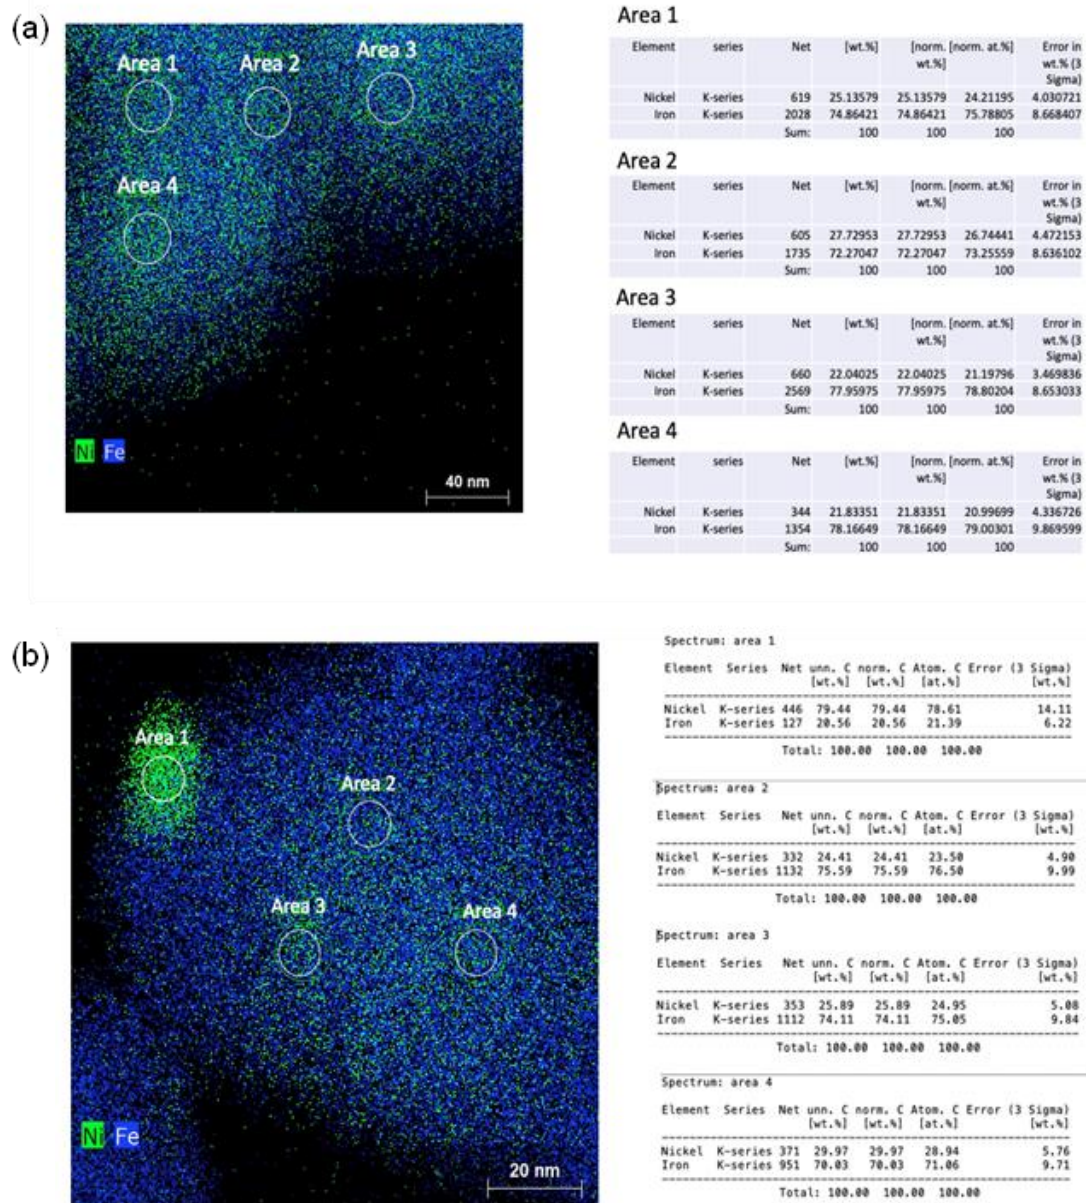 (a)
Area 1
Area 2
Area 3
Area 4
Ni Fe
40 nm
Area 1
Element series Net [wt.%] [norm. wt.%] [norm. at.%] Error in wt.% (3 Sigma)
Nickel K-series 619 25.13579 25.13579 24.21195 4.030721
Iron K-series 2028 74.86421 74.86421 75.78805 8.668407
Sum: 100 100 100
Area 2
Element series Net [wt.%] [norm. wt.%] [norm. at.%] Error in wt.% (3 Sigma)
Nickel K-series 605 27.72953 27.72953 26.74441 4.472153
Iron K-series 1735 72.27047 72.27047 73.25559 8.636102
Sum: 100 100 100
Area 3
Element series Net [wt.%] [norm. wt.%] [norm. at.%] Error in wt.% (3 Sigma)
Nickel K-series 660 22.04025 22.04025 21.19796 3.469836
Iron K-series 2569 77.95975 77.95975 78.80204 8.653033
Sum: 100 100 100
Area 4
Element series Net [wt.%] [norm. wt.%] [norm. at.%] Error in wt.% (3 Sigma)
Nickel K-series 344 21.83351 21.83351 20.99699 4.336726
Iron K-series 1354 78.16649 78.16649 79.00301 9.869599
Sum: 100 100 100
(b)
Area 1
Area 2
Area 3
Area 4
Ni Fe
20 nm
Spectrum: area 1
Element Series Net unn. C norm. C Atom. C Error (3 Sigma)
[wt.%] [wt.%] [at.%] [wt.%]
Nickel K-series 446 79.44 79.44 78.61 14.11
Iron K-series 127 20.56 20.56 21.39 6.22
Total: 100.00 100.00 100.00
Spectrum: area 2
Element Series Net unn. C norm. C Atom. C Error (3 Sigma)
[wt.%] [wt.%] [at.%] [wt.%]
Nickel K-series 332 24.41 24.41 23.50 4.90
Iron K-series 1132 75.59 75.59 76.50 9.99
Total: 100.00 100.00 100.00
Spectrum: area 3
Element Series Net unn. C norm. C Atom. C Error (3 Sigma)
[wt.%] [wt.%] [at.%] [wt.%]
Nickel K-series 353 25.89 25.89 24.95 5.08
Iron K-series 1112 74.11 74.11 75.05 9.84
Total: 100.00 100.00 100.00
Spectrum: area 4
Element Series Net unn. C norm. C Atom. C Error (3 Sigma)
[wt.%] [wt.%] [at.%] [wt.%]
Nickel K-series 371 29.97 29.97 28.94 5.76
Iron K-series 951 70.03 70.03 71.06 9.71
Total: 100.00 100.00 100.00